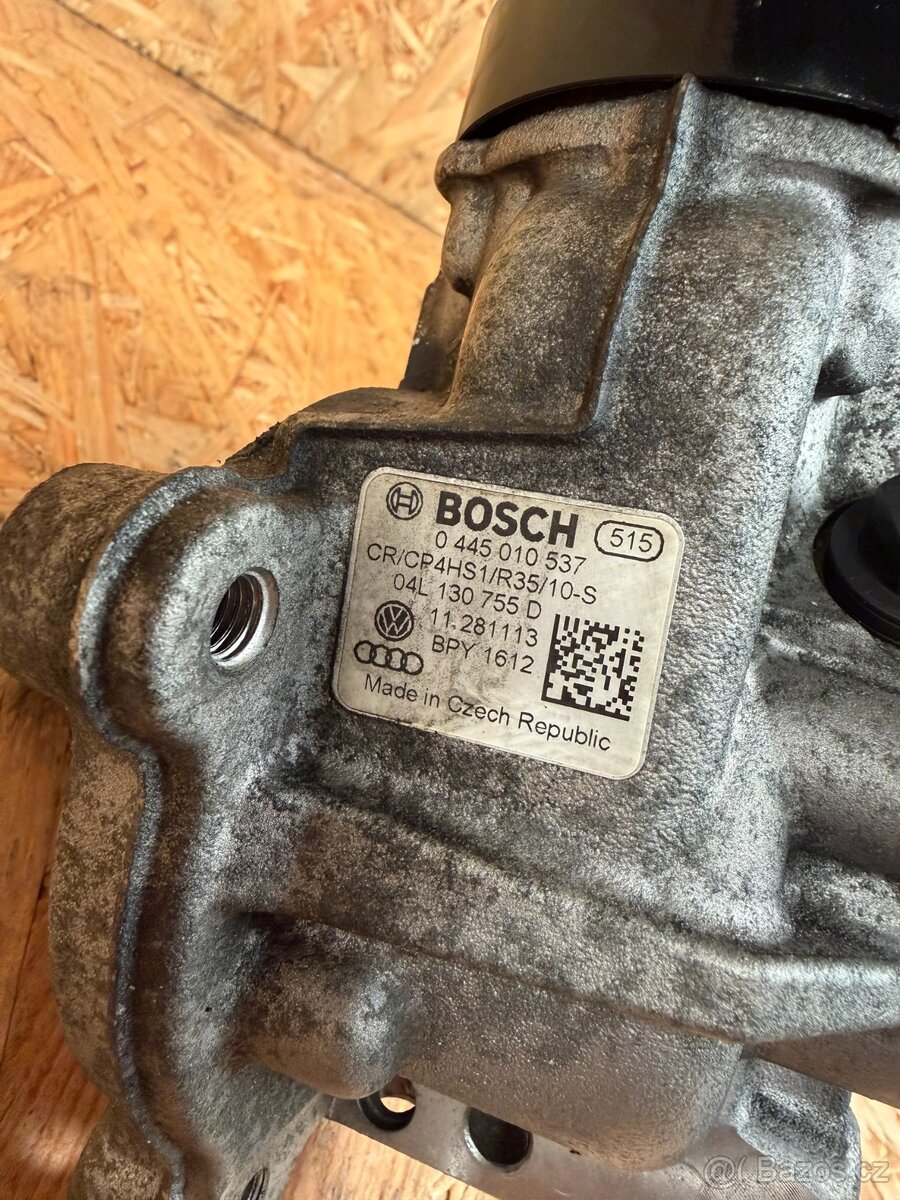 BOSCH 515
0 445 010 537
CR/CP4HS1/R35/10-S
04L 130 755 D
11.281113
BPY 1612
Made in Czech Republic
@ Bazos.cz